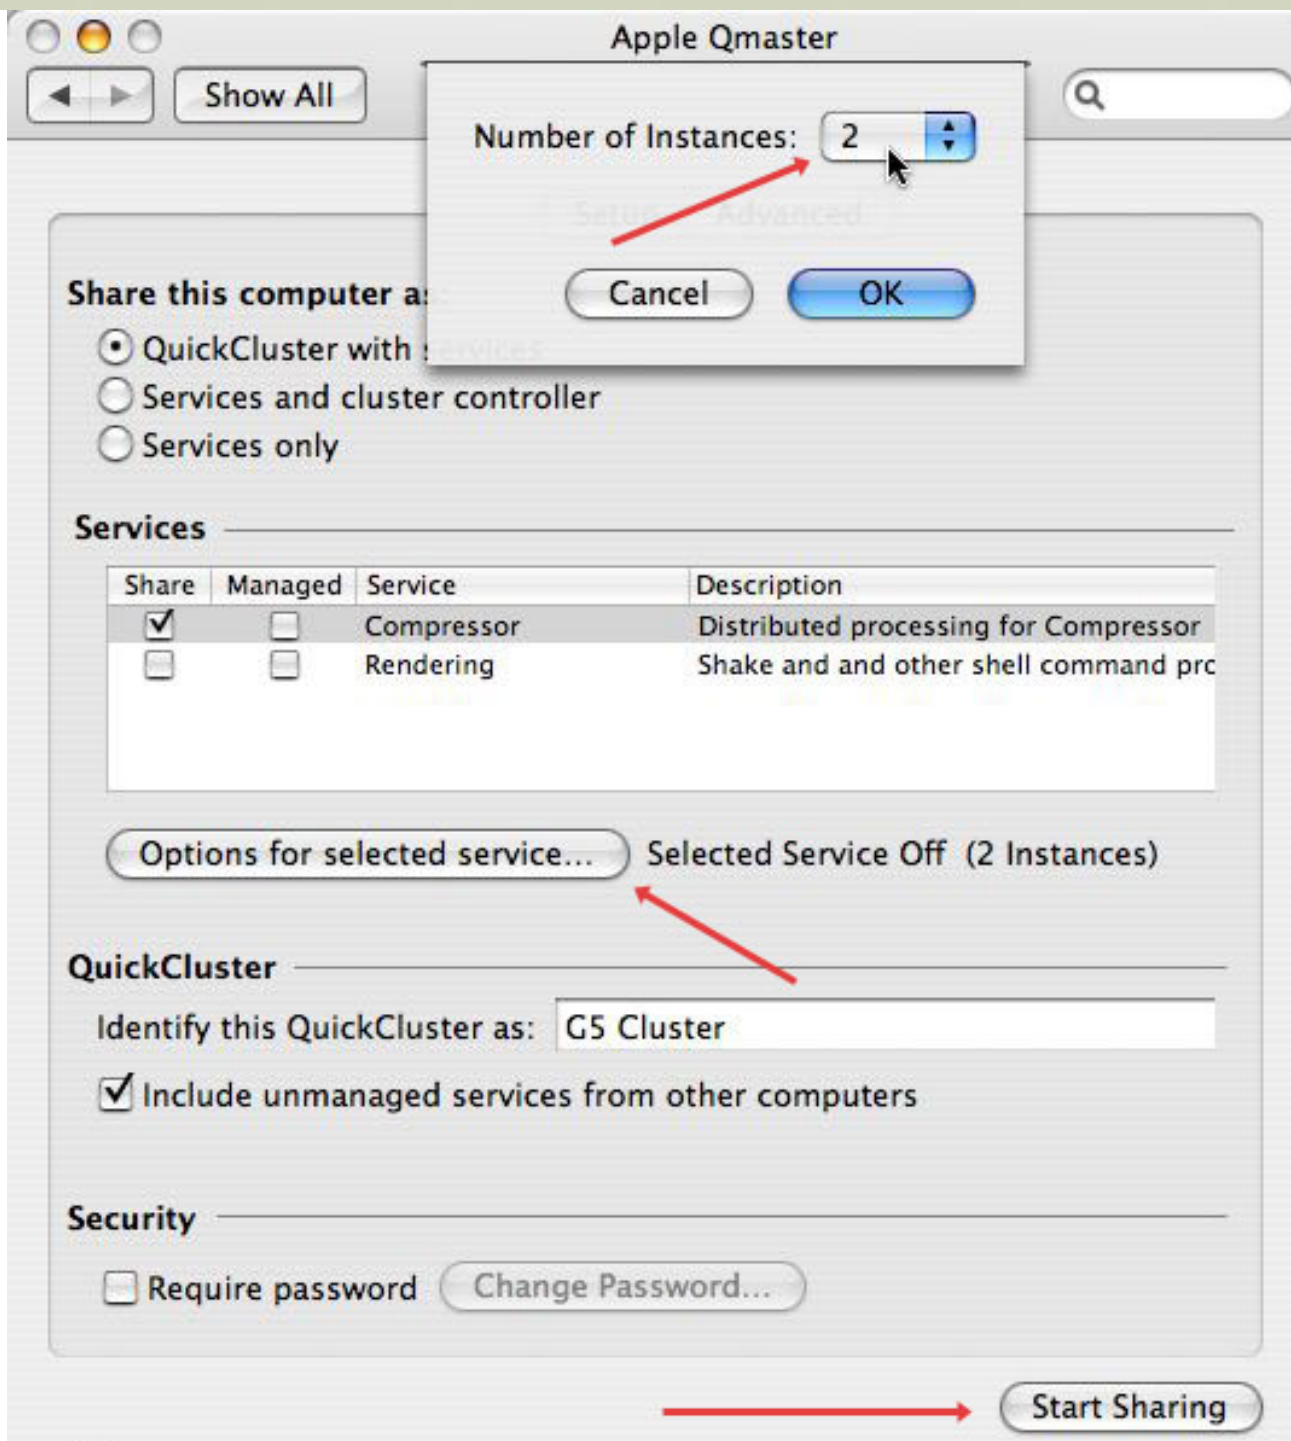 Apple Qmaster
Show All
Number of Instances: 2
Setup Advanced
Cancel OK
Share this computer as:
QuickCluster with services
Services and cluster controller
Services only
Services
Share Managed Service Description
Compressor Distributed processing for Compressor
Rendering Shake and and other shell command pro
Options for selected service... Selected Service Off (2 Instances)
QuickCluster
Identify this QuickCluster as: G5 Cluster
Include unmanaged services from other computers
Security
Require password Change Password...
Start Sharing